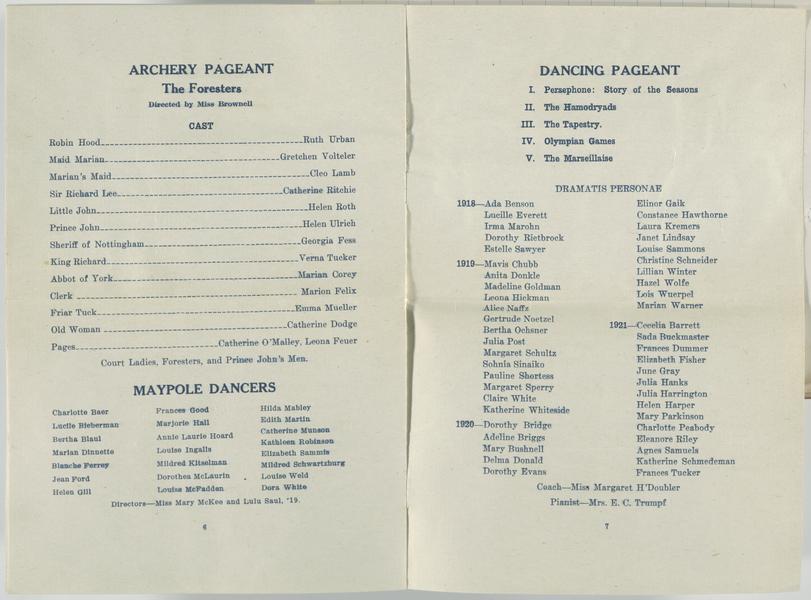 ARCHERY PAGEANT
The Foresters
Directed by Miss Brownell
CAST
Robin Hood Ruth Urban
Maid Marian Gretchen Volteler
Marian's Maid Cleo Lamb
Sir Richard Lee Catherine Ritchie
Little John Helen Roth
Prince John Helen Ulrich
Sheriff of Nottingham Georgia Fess
King Richard Verna Tucker
Abbot of York Marian Corey
Clerk Marion Felix
Friar Tuck Emma Mueller
Old Woman Catherine Dodge
Pages Catherine O'Malley, Leona Feuer
Court Ladies, Foresters, and Prince John's Men.
MAYPOLE DANCERS
Charlotte Baer
Lucile Bieberman
Bertha Blaul
Marian Dinnette
Blanche Ferrey
Jean Ford
Helen Gill
Frances Good
Marjorie Hall
Annie Laurie Hoard
Louise Ingalls
Mildred Kitselman
Dorothea McLaurin
Louise McFadden
Hilda Mabley
Edith Martin
Catherine Munson
Kathleen Robinson
Elizabeth Sammis
Mildred Schwartzburg
Louise Weld
Dora White
Directors—Miss Mary McKee and Lulu Saul, '19.
6
DANCING PAGEANT
I. Persephone: Story of the Seasons
II. The Hamodryads
III. The Tapestry.
IV. Olympian Games
V. The Marseillaise
DRAMATIS PERSONAE
1918—Ada Benson
Lucille Everett
Irma Marohn
Dorothy Rietbrock
Estelle Sawyer
1919—Mavis Chubb
Anita Donkle
Madeline Goldman
Leona Hickman
Alice Naffz
Gertrude Noetzel
Bertha Ochsner
Julia Post
Margaret Schultz
Sohnia Sinaiko
Pauline Shortess
Margaret Sperry
Claire White
Katherine Whiteside
1920—Dorothy Bridge
Adeline Briggs
Mary Bushnell
Delma Donald
Dorothy Evans
Elinor Gaik
Constance Hawthorne
Laura Kremers
Janet Lindsay
Louise Sammons
Christine Schneider
Lillian Winter
Hazel Wolfe
Lois Wuerpel
Marian Warner
1921—Cecelia Barrett
Sada Buckmaster
Frances Dummer
Elizabeth Fisher
June Gray
Julia Hanks
Julia Harrington
Helen Harper
Mary Parkinson
Charlotte Peabody
Eleanore Riley
Agnes Samuels
Katherine Schmedeman
Frances Tucker
Coach—Miss Margaret H'Doubler
Pianist—Mrs. E. C. Trumpf
7